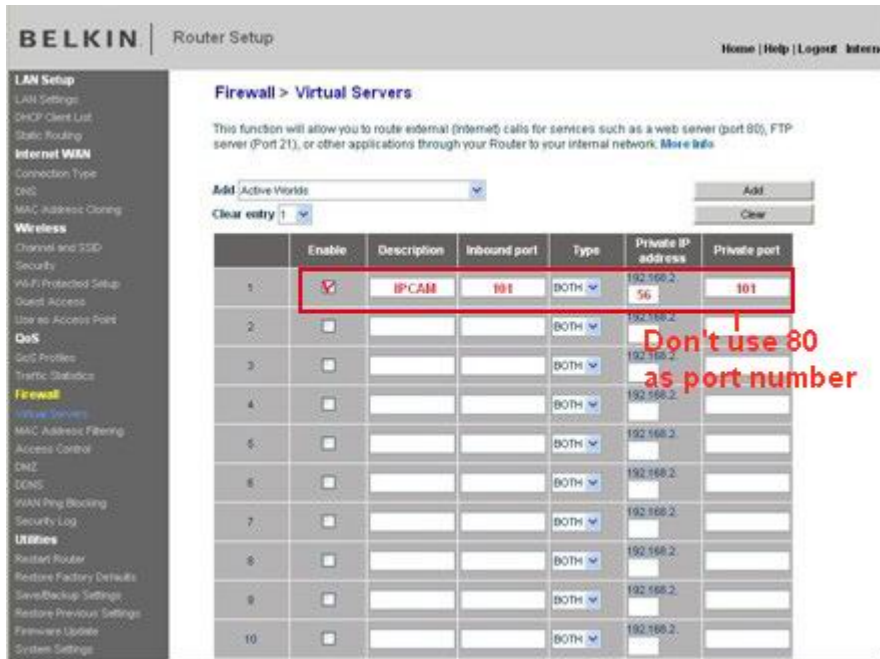 BELKIN | Router Setup
Home | Help | Logout Intern
LAN Setup
LAN Settings
DHCP Client List
Static Routing
Internet WAN
Connection Type
DNS
MAC Address Cloning
Wireless
Channel and SSID
Security
Wi-Fi Protected Setup
Guest Access
Use as Access Point
QoS
QoS Profiles
Traffic Statistics
Firewall
Virtual Servers
MAC Address Filtering
Access Control
DMZ
DDNS
WAN Ping Blocking
Security Log
Utilities
Restart Router
Restore Factory Defaults
Save/Backup Settings
Restore Previous Settings
Firmware Update
System Settings
Firewall > Virtual Servers
This function will allow you to route external (Internet) calls for services such as a web server (port 80), FTP
server (Port 21), or other applications through your Router to your internal network. More Info
Add Active Worlds Add
Clear entry 1 Clear
Enable Description Inbound port Type Private IP address Private port
1 IPCAM 101 BOTH 192.168.2. 56 101
2 BOTH 192.168.2.
Don't use 80
as port number
3 BOTH 192.168.2.
4 BOTH 192.168.2.
5 BOTH 192.168.2.
6 BOTH 192.168.2.
7 BOTH 192.168.2.
8 BOTH 192.168.2.
9 BOTH 192.168.2.
10 BOTH 192.168.2.